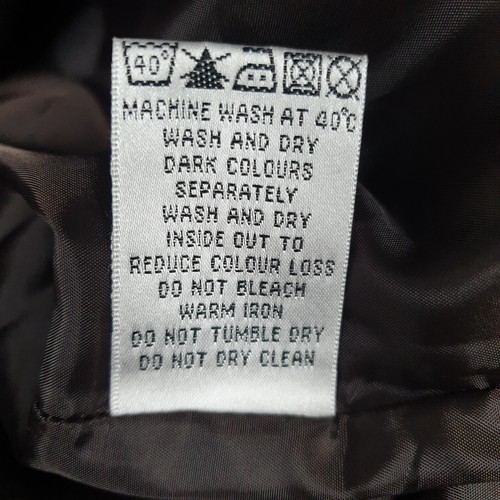 40°
MACHINE WASH AT 40°C
WASH AND DRY
DARK COLOURS
SEPARATELY
WASH AND DRY
INSIDE OUT TO
REDUCE COLOUR LOSS
DO NOT BLEACH
WARM IRON
DO NOT TUMBLE DRY
DO NOT DRY CLEAN